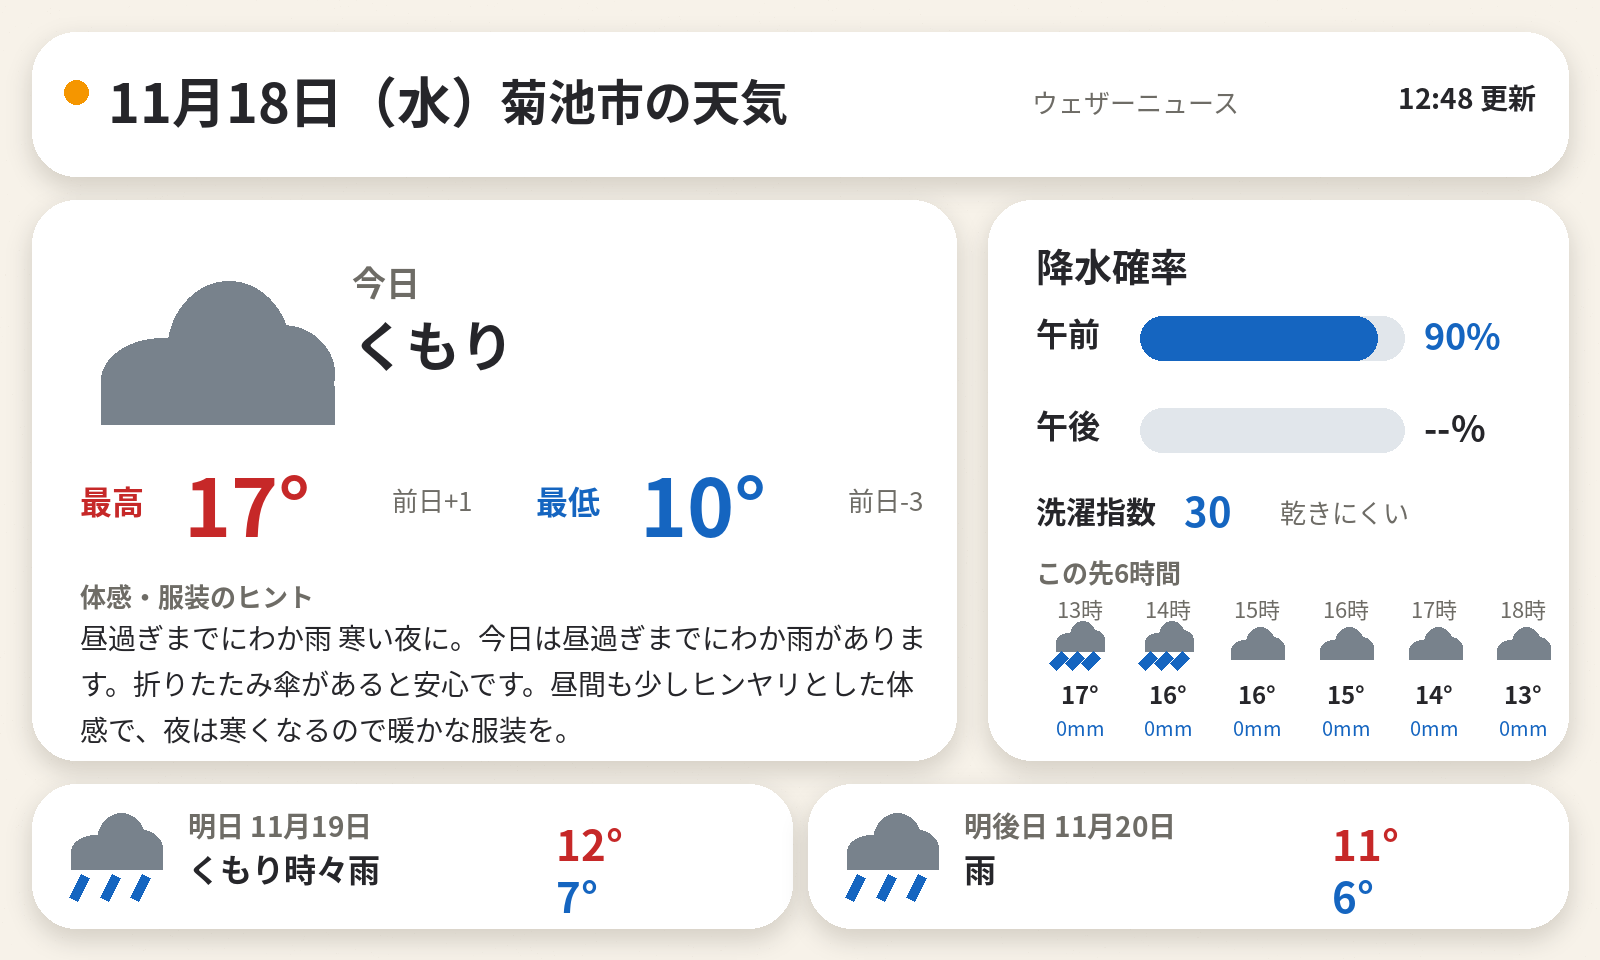 11月18日（水）菊池市の天気
ウェザーニュース
12:48 更新
今日
くもり
最高 17° 前日+1 最低 10° 前日-3
体感・服装のヒント
昼過ぎまでにわか雨 寒い夜に。今日は昼過ぎまでにわか雨がありま
す。折りたたみ傘があると安心です。昼間も少しヒンヤリとした体
感で、夜は寒くなるので暖かな服装を。
降水確率
午前 90%
午後 --%
洗濯指数 30 乾きにくい
この先6時間
13時 14時 15時 16時 17時 18時
17° 16° 16° 15° 14° 13°
0mm 0mm 0mm 0mm 0mm 0mm
明日 11月19日
くもり時々雨
12°
7°
明後日 11月20日
雨
11°
6°